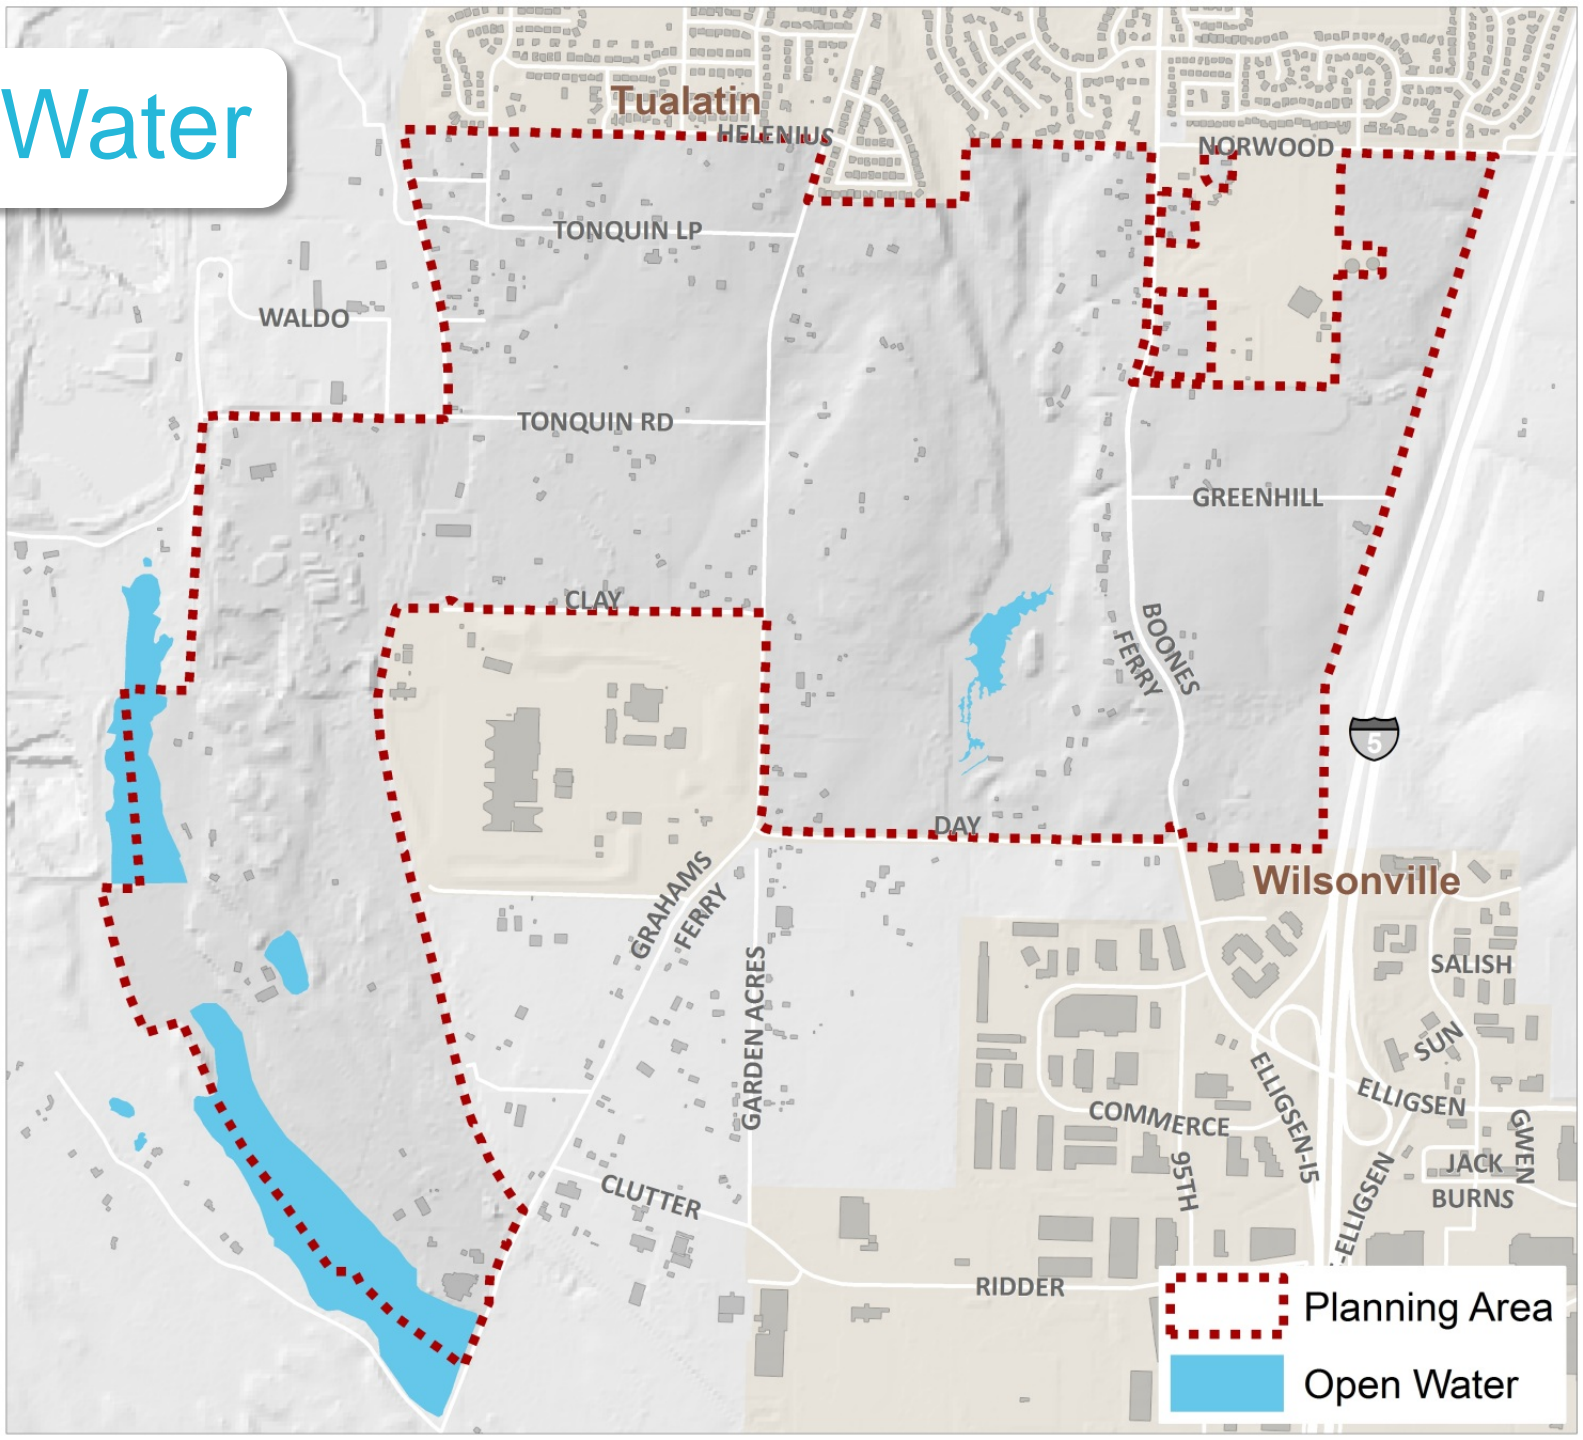 Water
Tualatin
HELENIUS
NORWOOD
TONQUIN LP
WALDO
TONQUIN RD
GREENHILL
CLAY
BOONES
FERRY
5
DAY
Wilsonville
GRAHAMS
FERRY
GARDEN ACRES
SALISH
SUN
ELLIGSEN
ELLIGSEN-I5
COMMERCE
GWEN
95TH
JACK
BURNS
CLUTTER
-ELLIGSEN
RIDDER
Planning Area
Open Water